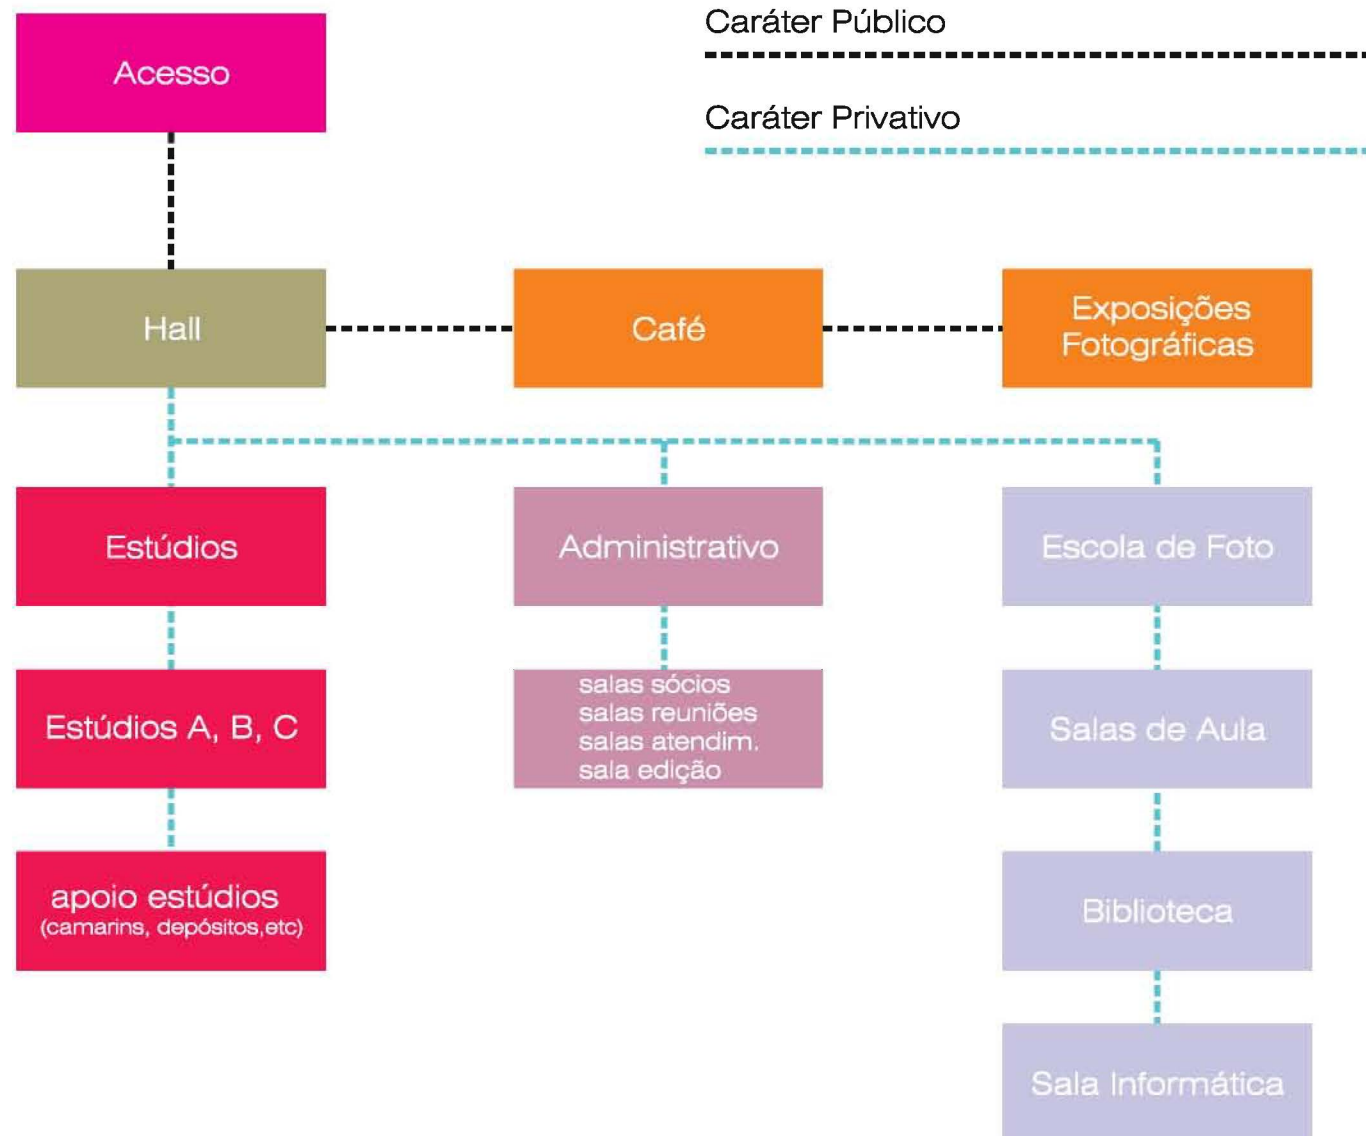 Caráter Público
Acesso
Caráter Privativo
Hall
Café
Exposições
Fotográficas
Estúdios
Administrativo
Escola de Foto
Estúdios A, B, C
salas sócios
salas reuniões
salas atendim.
sala edição
Salas de Aula
apoio estúdios
(camarins, depósitos,etc)
Biblioteca
Sala Informática